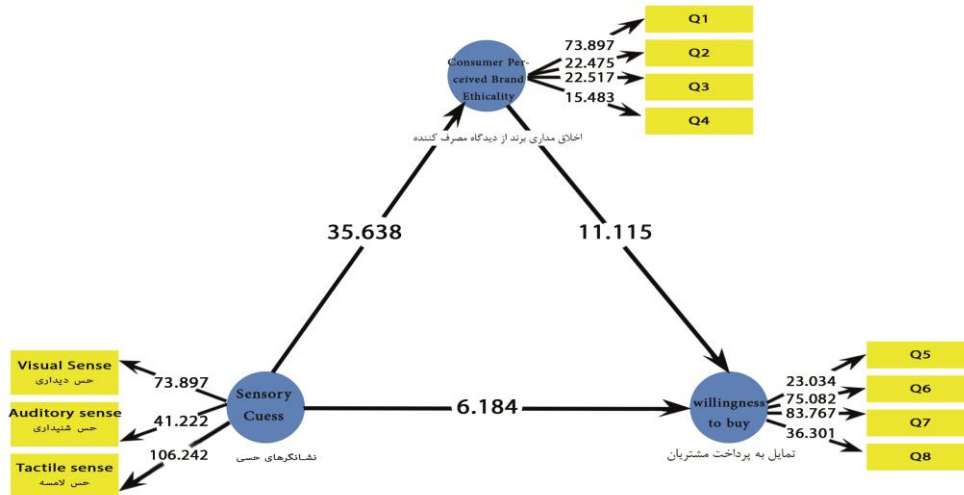 Q1
Q2
Q3
Q4
73.897
22.475
22.517
15.483
Consumer Per-
ceived Brand
Ethicality
اخلاق مداری برند از دیدگاه مصرف کننده
35.638
11.115
Visual Sense
حس دیداری
Auditory sense
حس شنیداری
Tactile sense
حس لامسه
73.897
41.222
106.242
Sensory
Cuess
نشانگرهای حسی
6.184
willingness
to buy
تمایل به پرداخت مشتریان
23.034
75.082
83.767
36.301
Q5
Q6
Q7
Q8